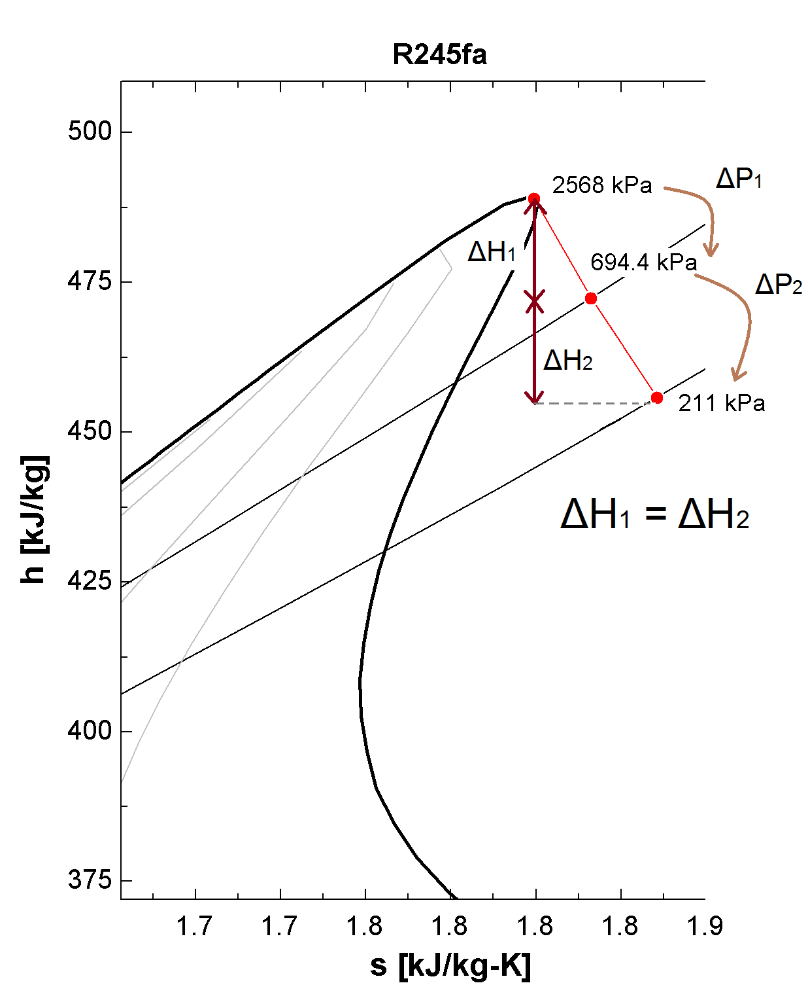 R245fa
500
475
450
425
400
375
h [kJ/kg]
2568 kPa
ΔP1
694.4 kPa
ΔP2
ΔH1
ΔH2
211 kPa
ΔH1 = ΔH2
1.7 1.7 1.8 1.8 1.8 1.8 1.9
s [kJ/kg-K]